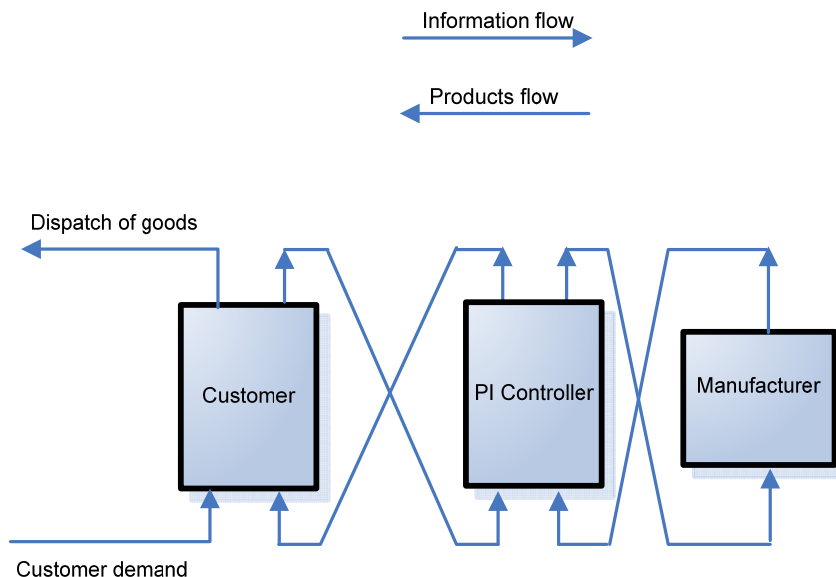 Information flow
Products flow
Dispatch of goods
Customer
PI Controller
Manufacturer
Customer demand